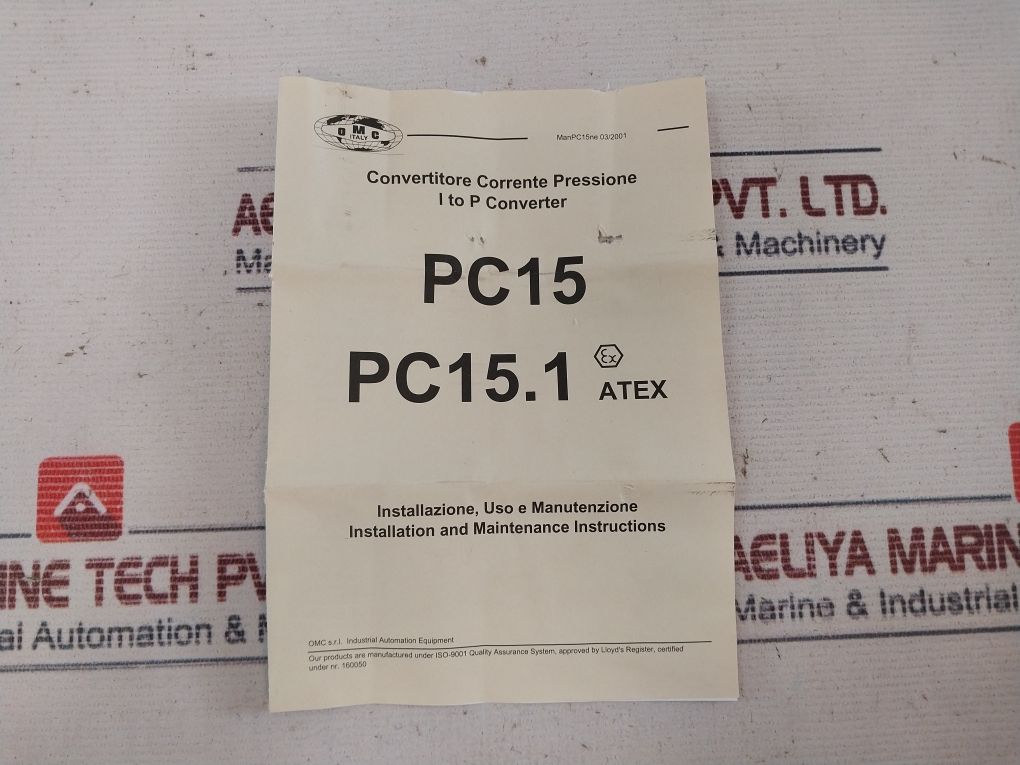 OMC
ITALY
ManPC15ne 03/2001
Convertitore Corrente Pressione
I to P Converter
PC15
PC15.1
Ex
ATEX
Installazione, Uso e Manutenzione
Installation and Maintenance Instructions
OMC s.r.l. Industrial Automation Equipment
Our products are manufactured under ISO-9001 Quality Assurance System, approved by Lloyd's Register, certified
under nr. 160050
PVT. LTD.
& Machinery
INE TECH PV
Automation &
AELIYA MARIN
Marine & Industrial